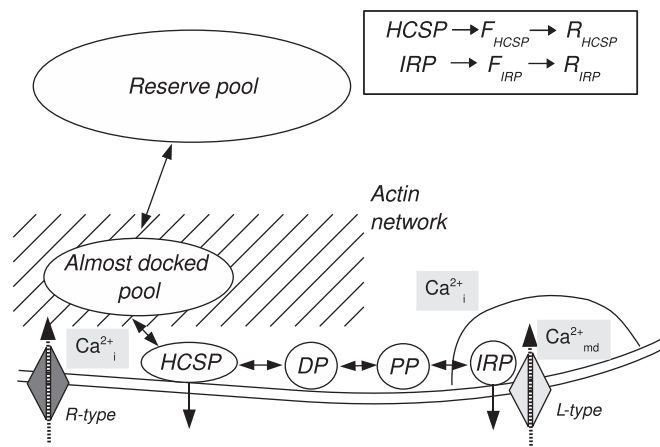 HCSP → F_HCSP → R_HCSP
IRP → F_IRP → R_IRP
Reserve pool
Actin
network
Almost docked
pool
Ca²⁺ᵢ
Ca²⁺ᵢ
Ca²⁺md
HCSP
DP
PP
IRP
R-type
L-type